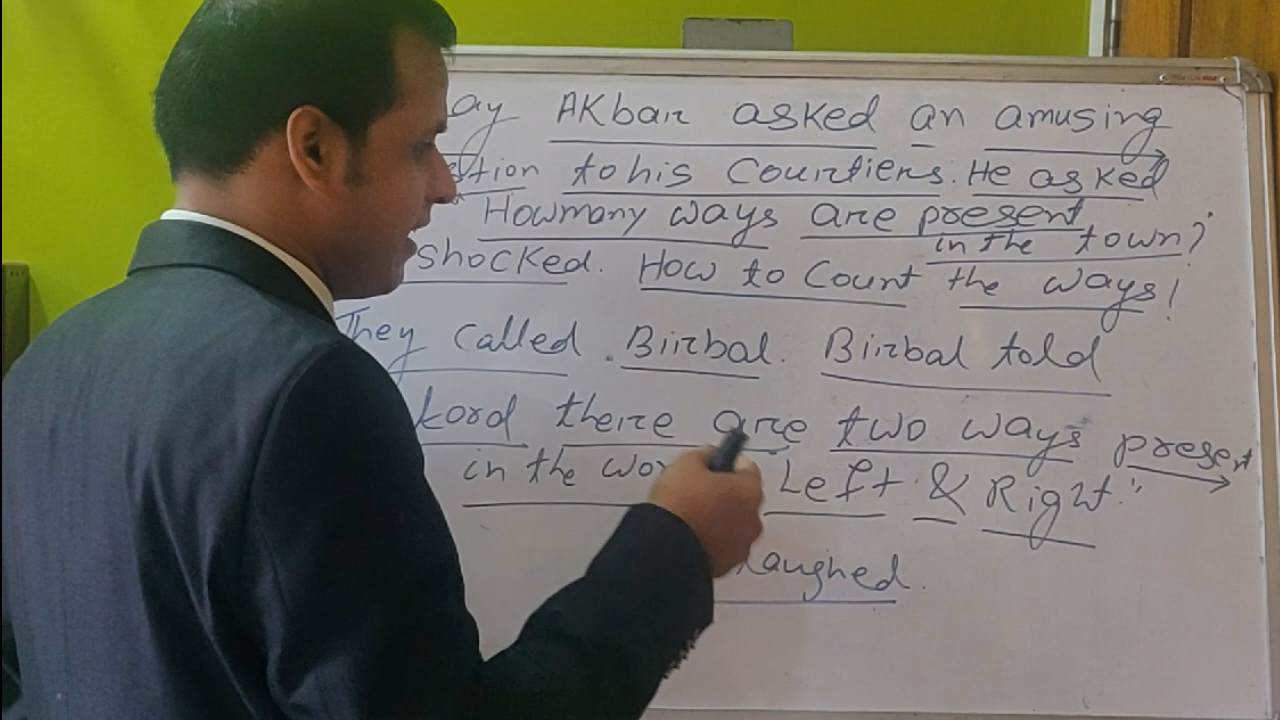 ay Akbar asked an amusing
stion to his Courtiers. He asked
Howmany ways are present
in the town?"
shocked. How to Count the ways!
They called Birbal. Birbal told
Lord there are two ways present
in the wor Left & Right."
Laughed.